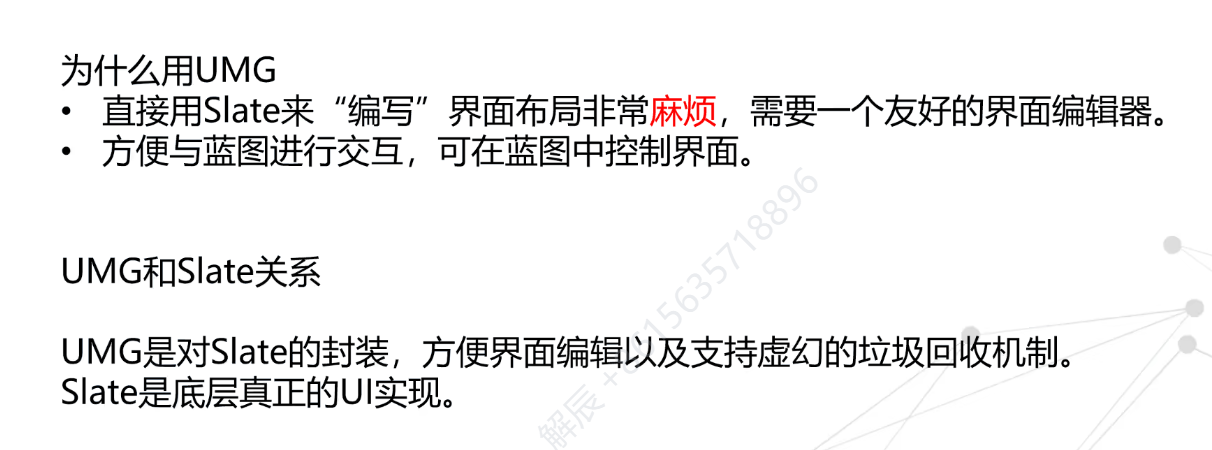 为什么用UMG
• 直接用Slate来“编写”界面布局非常麻烦，需要一个友好的界面编辑器。
• 方便与蓝图进行交互，可在蓝图中控制界面。
UMG和Slate关系
UMG是对Slate的封装，方便界面编辑以及支持虚幻的垃圾回收机制。
Slate是底层真正的UI实现。